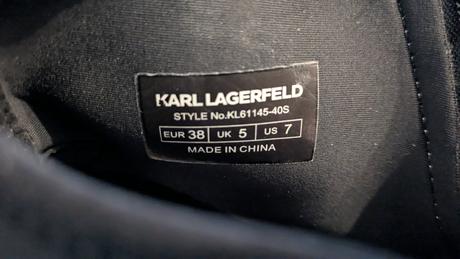 KARL LAGERFELD
STYLE No.KL61145-40S
EUR 38 UK 5 US 7
MADE IN CHINA